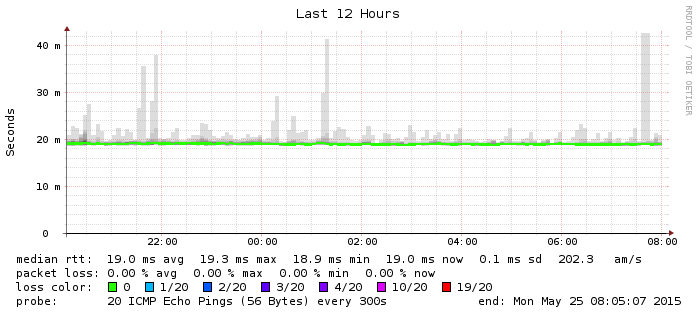 Last 12 Hours
RRDTOOL / TOBI OETIKER
Seconds
40 m
30 m
20 m
10 m
0
22:00 00:00 02:00 04:00 06:00 08:00
median rtt: 19.0 ms avg 19.3 ms max 18.9 ms min 19.0 ms now 0.1 ms sd 202.3 am/s
packet loss: 0.00 % avg 0.00 % max 0.00 % min 0.00 % now
loss color: 0 1/20 2/20 3/20 4/20 10/20 19/20
probe: 20 ICMP Echo Pings (56 Bytes) every 300s end: Mon May 25 08:05:07 2015